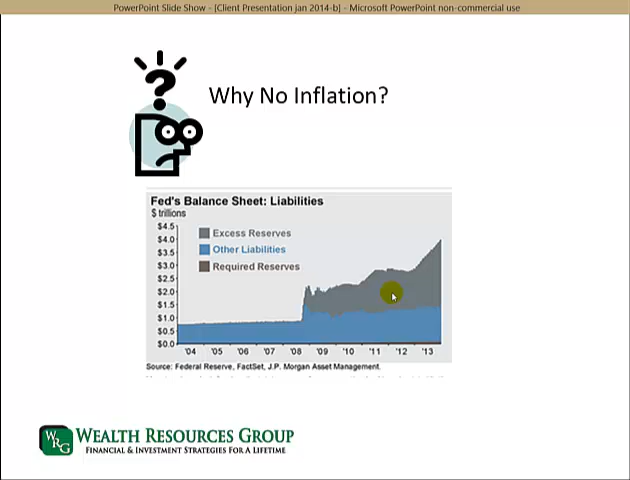 PowerPoint Slide Show - [Client Presentation jan 2014-b] - Microsoft PowerPoint non-commercial use
?
Why No Inflation?
Fed's Balance Sheet: Liabilities
$ trillions
$4.5
$4.0
$3.5
$3.0
$2.5
$2.0
$1.5
$1.0
$0.5
$0.0
Excess Reserves
Other Liabilities
Required Reserves
'04 '05 '06 '07 '08 '09 '10 '11 '12 '13
Source: Federal Reserve, FactSet, J.P. Morgan Asset Management.
WRG
WEALTH RESOURCES GROUP
FINANCIAL & INVESTMENT STRATEGIES FOR A LIFETIME